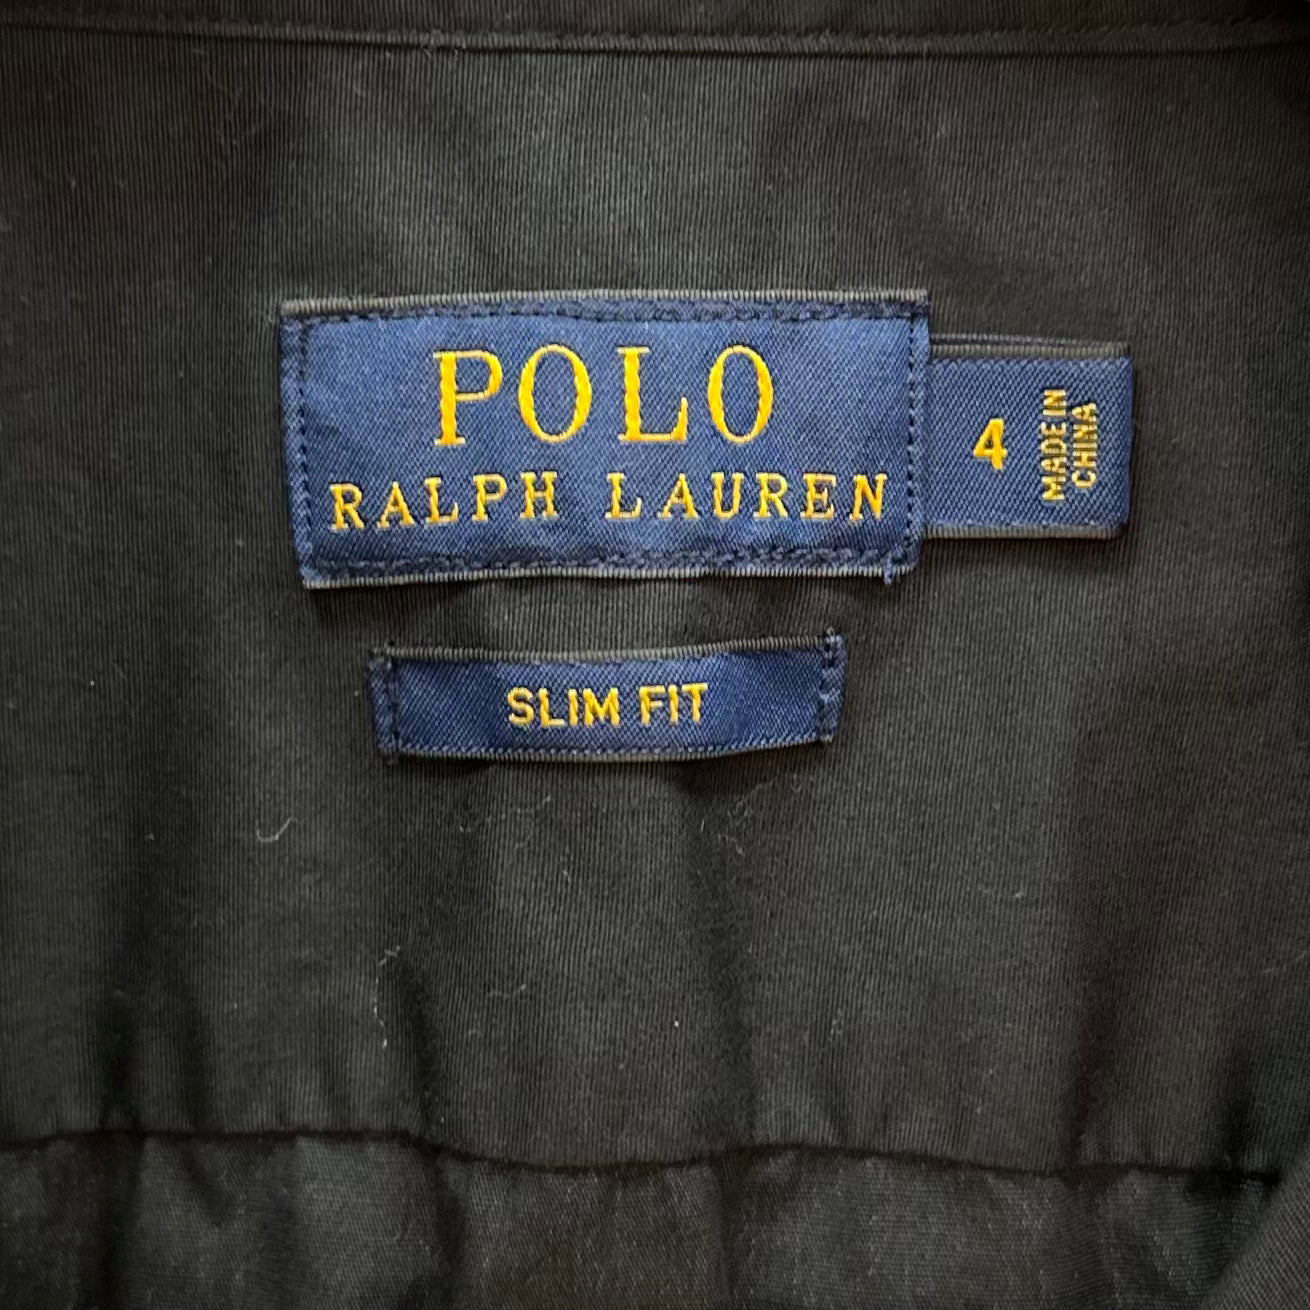 POLO
RALPH LAUREN
4
MADE IN
CHINA
SLIM FIT